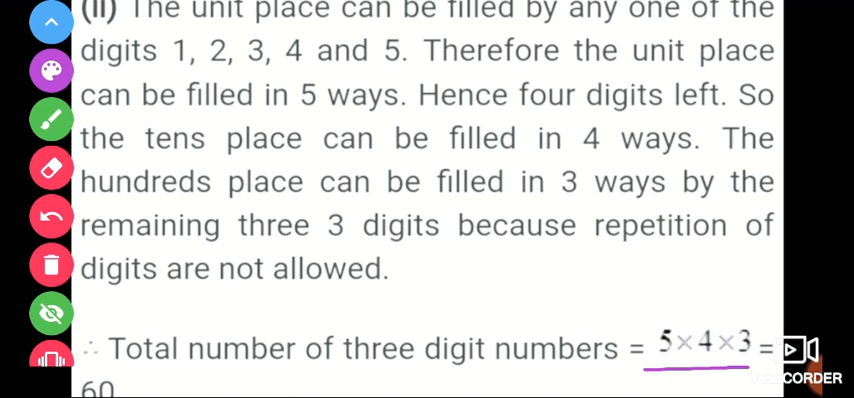 (II) The unit place can be filled by any one of the
digits 1, 2, 3, 4 and 5. Therefore the unit place
can be filled in 5 ways. Hence four digits left. So
the tens place can be filled in 4 ways. The
hundreds place can be filled in 3 ways by the
remaining three 3 digits because repetition of
digits are not allowed.
∴ Total number of three digit numbers = 5×4×3 =
60
CORDER